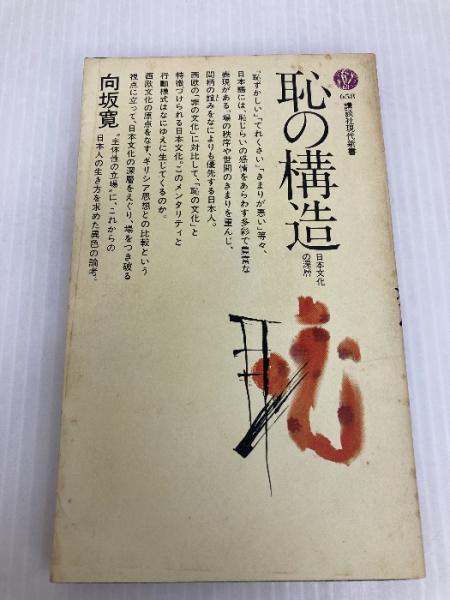 658
講談社現代新書
恥の構造
日本文化
の深層
「恥ずかしい」「てれくさい」「きまりが悪い」等々、
日本語には、恥じらいの感情をあらわす多彩で豊富な
表現がある。場の秩序や世間のきまりを重んじ、
間柄の誼みをなによりも優先する日本人。
西欧の「罪の文化」に対比して、「恥の文化」と
特徴づけられる日本文化。このメンタリティと
行動様式はなにゆえに生じてくるのか。
西欧文化の原点をなす、ギリシア思想との比較という
視点に立って、日本文化の深層をえぐり、場をつき破る
“主体性の立場”に、これからの
日本人の生き方を求めた異色の論考。
向坂寛
恥